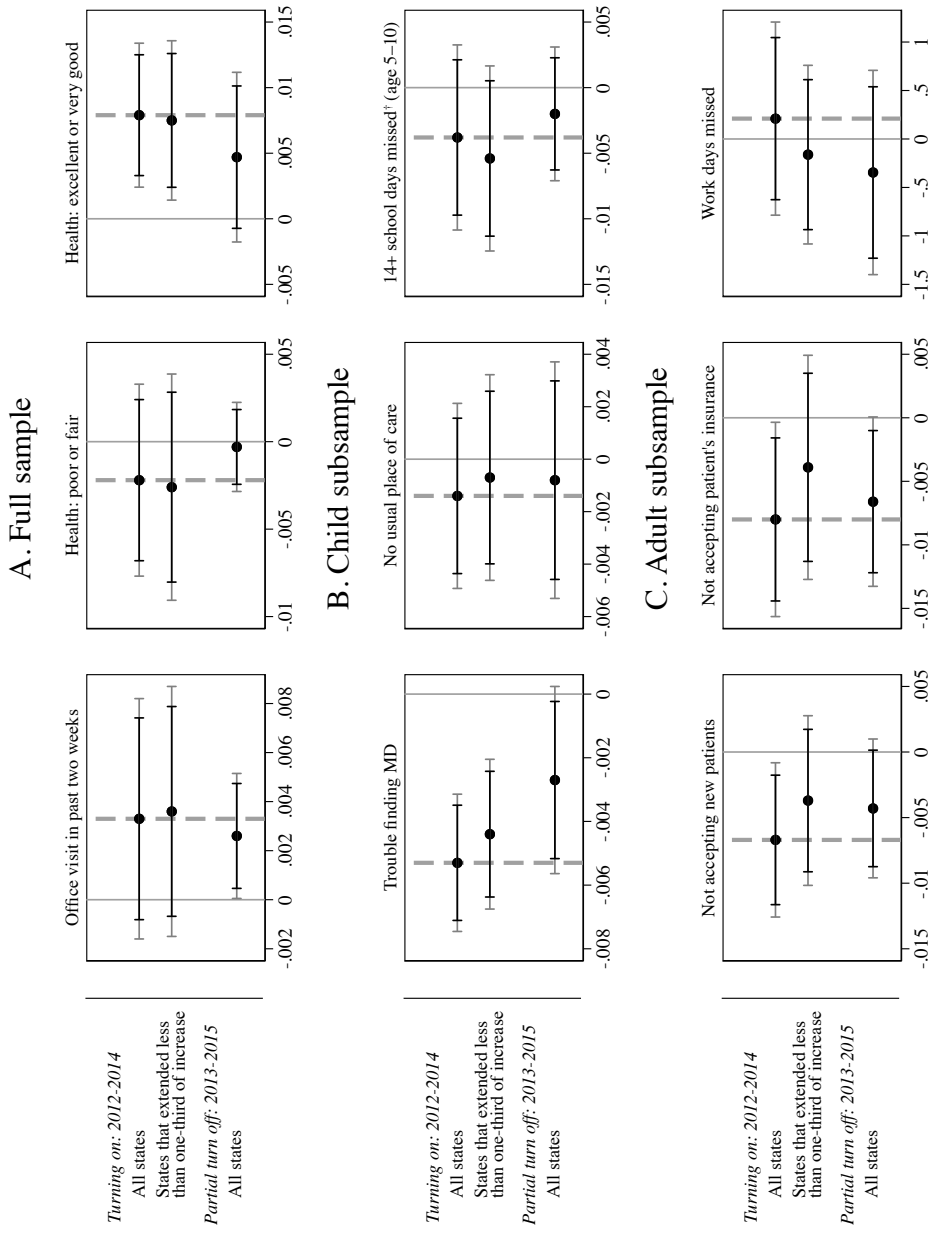 A. Full sample
Office visit in past two weeks
Health: poor or fair
Health: excellent or very good
Turning on: 2012-2014
All states
States that extended less
than one-third of increase
Partial turn off: 2013-2015
All states
-.002 0 .002 .004 .006 .008
-.01 -.005 0 .005
-.005 0 .005 .01 .015
B. Child subsample
Trouble finding MD
No usual place of care
14+ school days missed† (age 5–10)
Turning on: 2012-2014
All states
States that extended less
than one-third of increase
Partial turn off: 2013-2015
All states
-.008 -.006 -.004 -.002 0
-.006 -.004 -.002 0 .002 .004
-.015 -.01 -.005 0 .005
C. Adult subsample
Not accepting new patients
Not accepting patient's insurance
Work days missed
Turning on: 2012-2014
All states
States that extended less
than one-third of increase
Partial turn off: 2013-2015
All states
-.015 -.01 -.005 0 .005
-.015 -.01 -.005 0 .005
-1.5 -1 -.5 0 .5 1